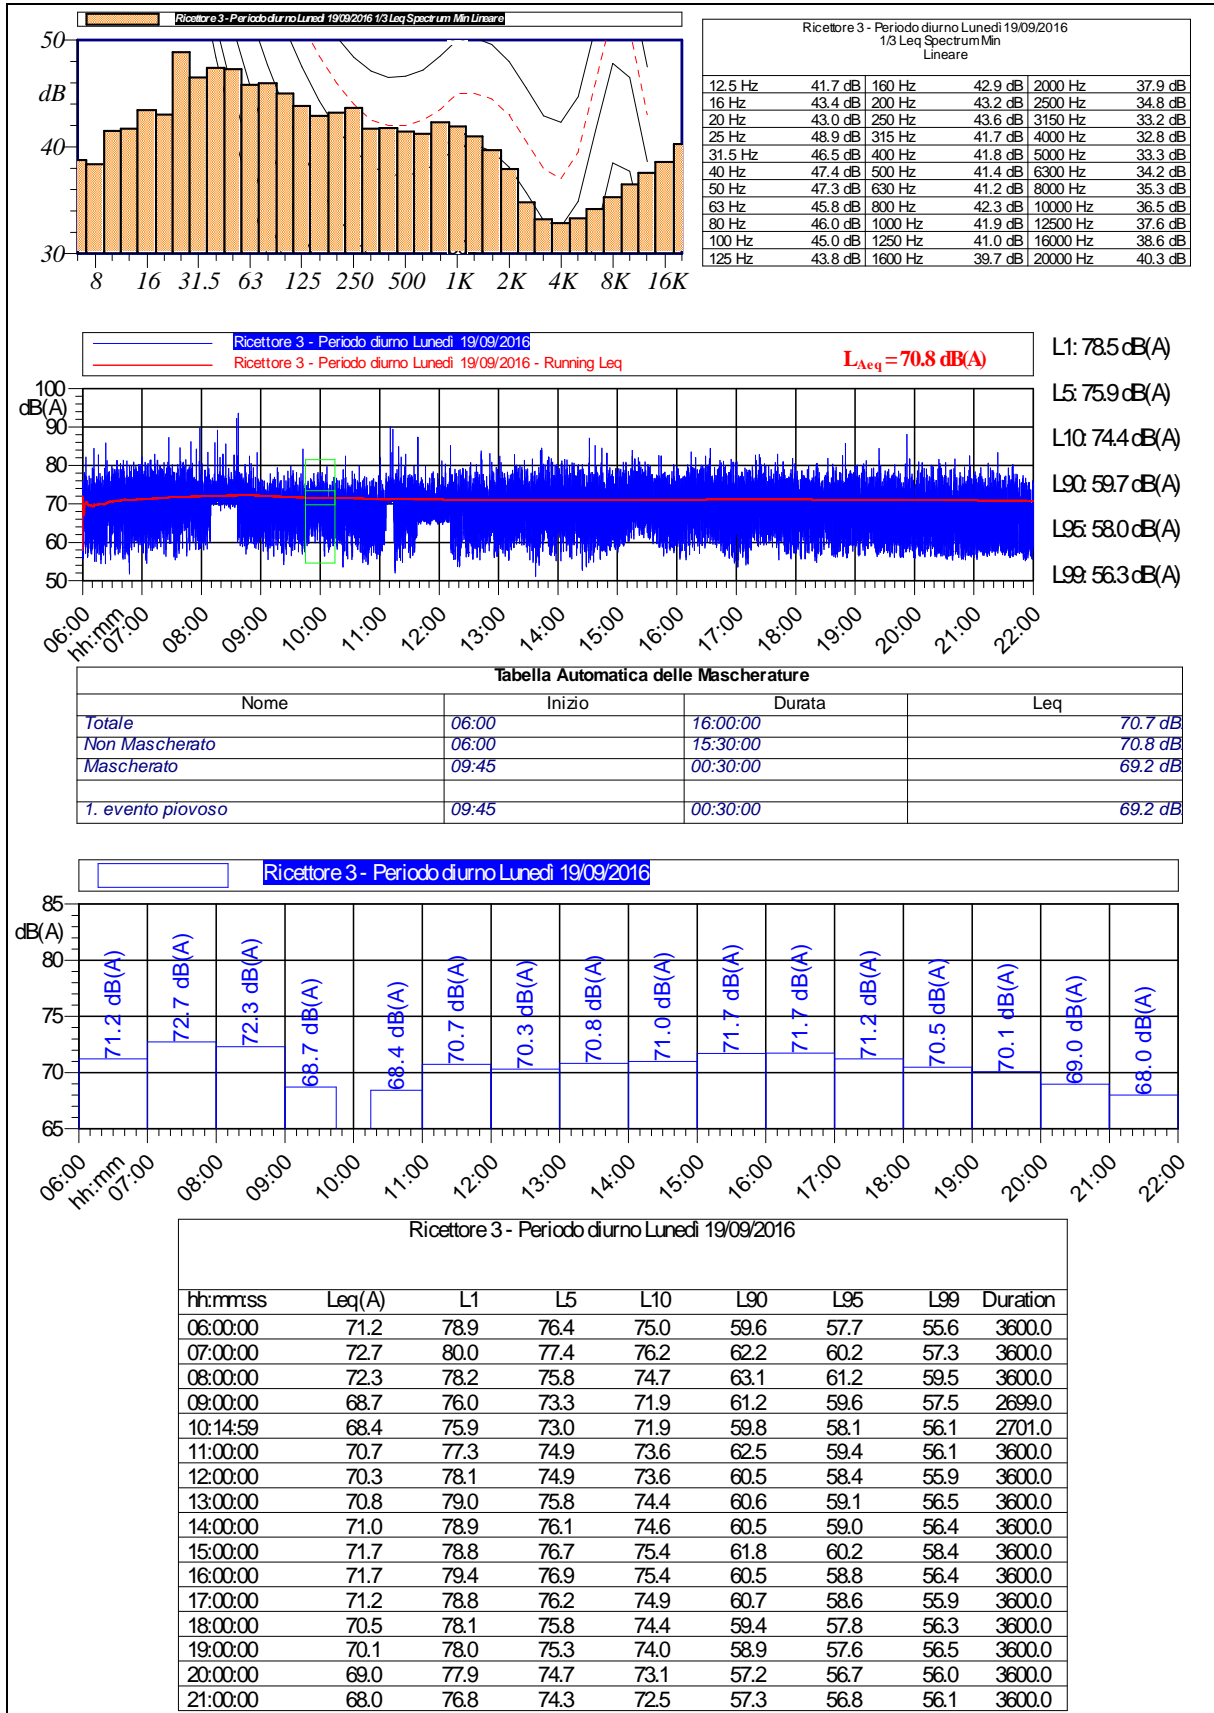 Ricettore 3 - Periodo diurno Lunedì 19/09/2016 1/3 Leq Spectrum Min Lineare
50
dB
40
30
8 16 31.5 63 125 250 500 1K 2K 4K 8K 16K
Ricettore 3 - Periodo diurno Lunedì 19/09/2016
1/3 Leq Spectrum Min
Lineare
12.5 Hz 41.7 dB 160 Hz 42.9 dB 2000 Hz 37.9 dB
16 Hz 43.4 dB 200 Hz 43.2 dB 2500 Hz 34.8 dB
20 Hz 43.0 dB 250 Hz 43.6 dB 3150 Hz 33.2 dB
25 Hz 48.9 dB 315 Hz 41.7 dB 4000 Hz 32.8 dB
31.5 Hz 46.5 dB 400 Hz 41.8 dB 5000 Hz 33.3 dB
40 Hz 47.4 dB 500 Hz 41.4 dB 6300 Hz 34.2 dB
50 Hz 47.3 dB 630 Hz 41.2 dB 8000 Hz 35.3 dB
63 Hz 45.8 dB 800 Hz 42.3 dB 10000 Hz 36.5 dB
80 Hz 46.0 dB 1000 Hz 41.9 dB 12500 Hz 37.6 dB
100 Hz 45.0 dB 1250 Hz 41.0 dB 16000 Hz 38.6 dB
125 Hz 43.8 dB 1600 Hz 39.7 dB 20000 Hz 40.3 dB
Ricettore 3 - Periodo diurno Lunedì 19/09/2016
Ricettore 3 - Periodo diurno Lunedì 19/09/2016 - Running Leq
LAeq = 70.8 dB(A)
100
dB(A)
90
80
70
60
50
06:00 07:00 08:00 09:00 10:00 11:00 12:00 13:00 14:00 15:00 16:00 17:00 18:00 19:00 20:00 21:00 22:00
hh:mm
L1: 78.5 dB(A)
L5: 75.9 dB(A)
L10: 74.4 dB(A)
L90: 59.7 dB(A)
L95: 58.0 dB(A)
L99: 56.3 dB(A)
Tabella Automatica delle Mascherature
Nome Inizio Durata Leq
Totale 06:00 16:00:00 70.7 dB
Non Mascherato 06:00 15:30:00 70.8 dB
Mascherato 09:45 00:30:00 69.2 dB
1. evento piovoso 09:45 00:30:00 69.2 dB
Ricettore 3 - Periodo diurno Lunedì 19/09/2016
85
dB(A)
80
75
70
65
71.2 dB(A)
72.7 dB(A)
72.3 dB(A)
68.7 dB(A)
68.4 dB(A)
70.7 dB(A)
70.3 dB(A)
70.8 dB(A)
71.0 dB(A)
71.7 dB(A)
71.7 dB(A)
71.2 dB(A)
70.5 dB(A)
70.1 dB(A)
69.0 dB(A)
68.0 dB(A)
06:00 07:00 08:00 09:00 10:00 11:00 12:00 13:00 14:00 15:00 16:00 17:00 18:00 19:00 20:00 21:00 22:00
hh:mm
Ricettore 3 - Periodo diurno Lunedì 19/09/2016
hh:mm:ss Leq(A) L1 L5 L10 L90 L95 L99 Duration
06:00:00 71.2 78.9 76.4 75.0 59.6 57.7 55.6 3600.0
07:00:00 72.7 80.0 77.4 76.2 62.2 60.2 57.3 3600.0
08:00:00 72.3 78.2 75.8 74.7 63.1 61.2 59.5 3600.0
09:00:00 68.7 76.0 73.3 71.9 61.2 59.6 57.5 2699.0
10:14:59 68.4 75.9 73.0 71.9 59.8 58.1 56.1 2701.0
11:00:00 70.7 77.3 74.9 73.6 62.5 59.4 56.1 3600.0
12:00:00 70.3 78.1 74.9 73.6 60.5 58.4 55.9 3600.0
13:00:00 70.8 79.0 75.8 74.4 60.6 59.1 56.5 3600.0
14:00:00 71.0 78.9 76.1 74.6 60.5 59.0 56.4 3600.0
15:00:00 71.7 78.8 76.7 75.4 61.8 60.2 58.4 3600.0
16:00:00 71.7 79.4 76.9 75.4 60.5 58.8 56.4 3600.0
17:00:00 71.2 78.8 76.2 74.9 60.7 58.6 55.9 3600.0
18:00:00 70.5 78.1 75.8 74.4 59.4 57.8 56.3 3600.0
19:00:00 70.1 78.0 75.3 74.0 58.9 57.6 56.5 3600.0
20:00:00 69.0 77.9 74.7 73.1 57.2 56.7 56.0 3600.0
21:00:00 68.0 76.8 74.3 72.5 57.3 56.8 56.1 3600.0